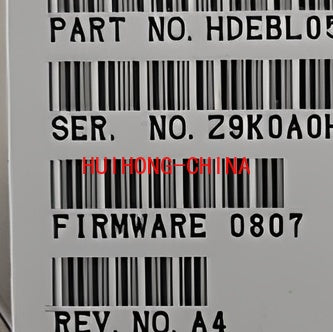 PART NO. HDEBL05
SER. NO. Z9K0A0H
HUIHONG-CHINA
FIRMWARE 0807
REV. NO. A4